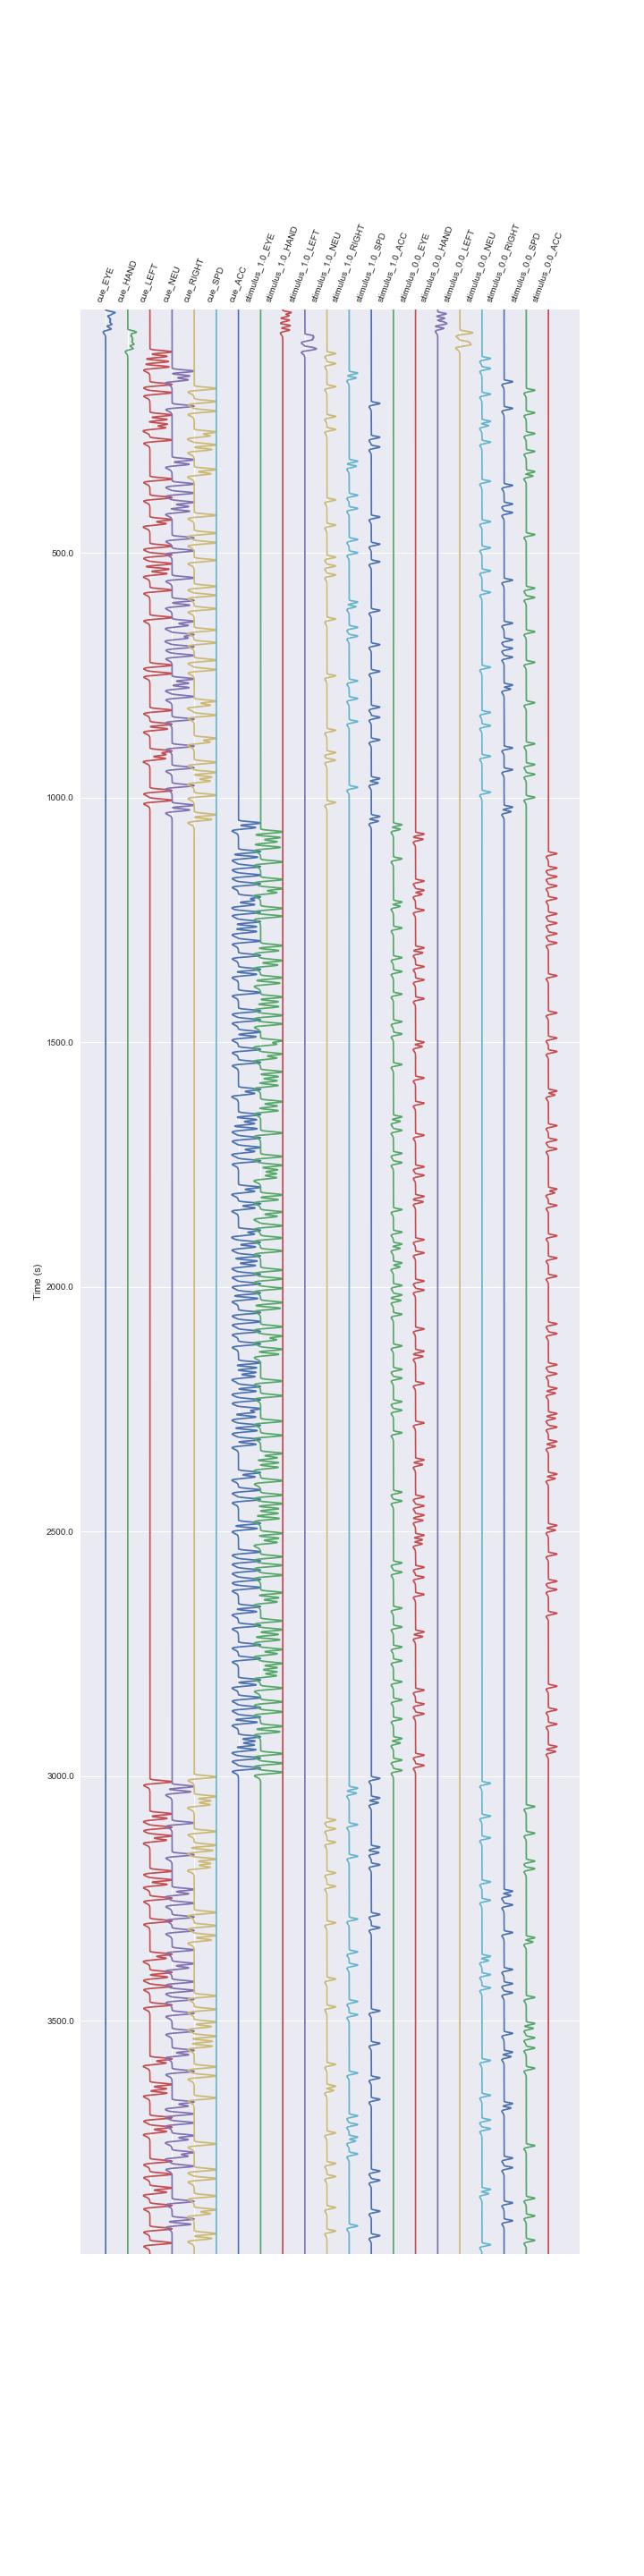 cue_EYE
cue_HAND
cue_LEFT
cue_NEU
cue_RIGHT
cue_SPD
cue_ACC
stimulus_1.0_EYE
stimulus_1.0_HAND
stimulus_1.0_LEFT
stimulus_1.0_NEU
stimulus_1.0_RIGHT
stimulus_1.0_SPD
stimulus_1.0_ACC
stimulus_0.0_EYE
stimulus_0.0_HAND
stimulus_0.0_LEFT
stimulus_0.0_NEU
stimulus_0.0_RIGHT
stimulus_0.0_SPD
stimulus_0.0_ACC
500.0
1000.0
1500.0
2000.0
2500.0
3000.0
3500.0
Time (s)